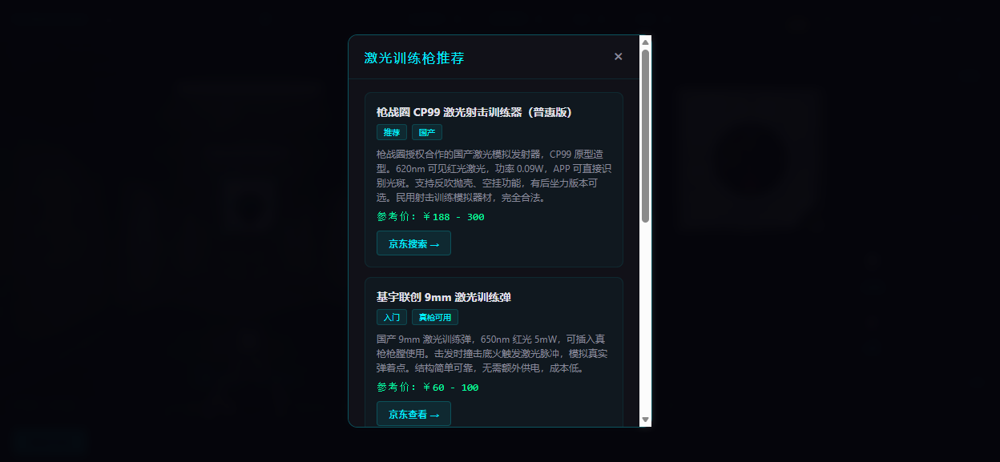 激光训练枪推荐
×
枪战圈 CP99 激光射击训练器（普惠版）
推荐 国产
枪战圈授权合作的国产激光模拟发射器，CP99 原型造
型。620nm 可见红光激光，功率 0.09W，APP 可直接识
别光斑。支持反吹抛壳、空挂功能，有后坐力版本可
选。民用射击训练模拟器材，完全合法。
参考价：￥188 - 300
京东搜索 →
基宇联创 9mm 激光训练弹
入门 真枪可用
国产 9mm 激光训练弹，650nm 红光 5mW，可插入真
枪枪膛使用。击发时撞击底火触发激光脉冲，模拟真实
弹着点。结构简单可靠，无需额外供电，成本低。
参考价：￥60 - 100
京东查看 →